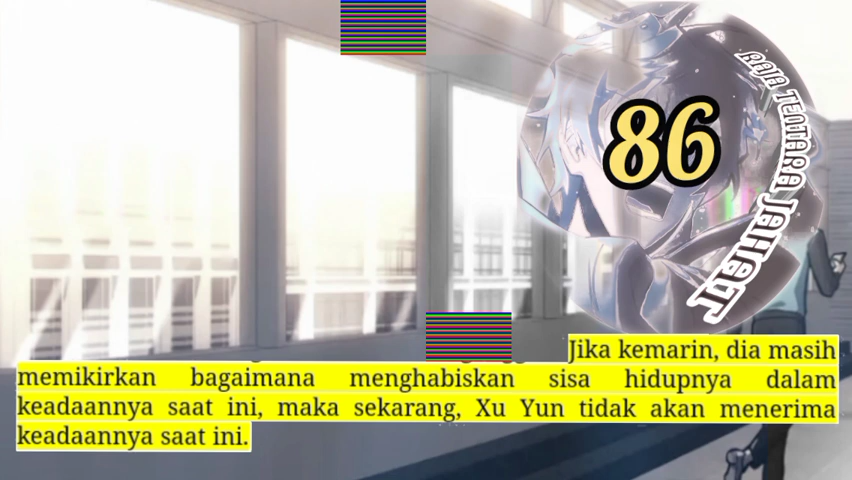 86
RAJA TENTARA JAHAT
Jika kemarin, dia masih
memikirkan bagaimana menghabiskan sisa hidupnya dalam
keadaannya saat ini, maka sekarang, Xu Yun tidak akan menerima
keadaannya saat ini.